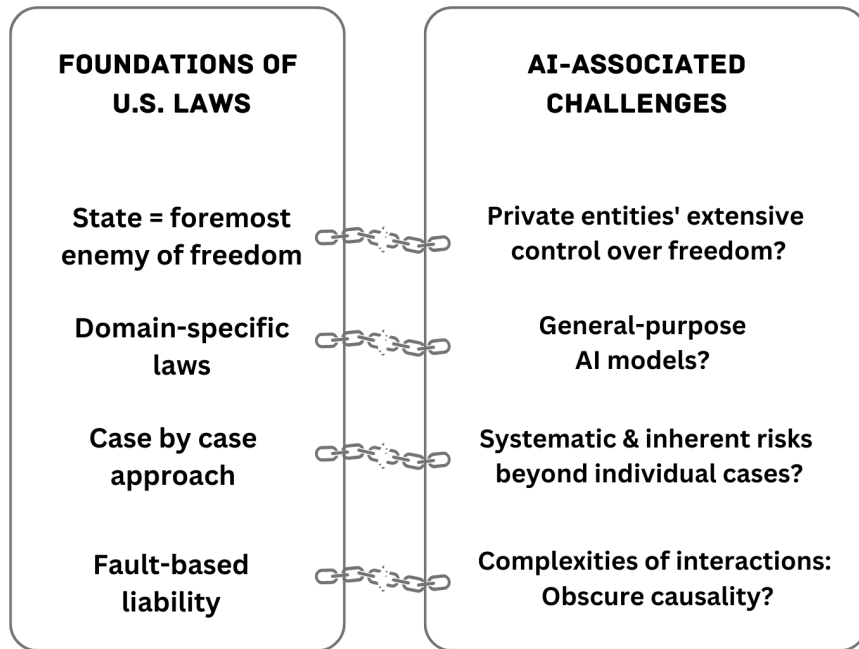 FOUNDATIONS OF
U.S. LAWS
State = foremost
enemy of freedom
Domain-specific
laws
Case by case
approach
Fault-based
liability
AI-ASSOCIATED
CHALLENGES
Private entities' extensive
control over freedom?
General-purpose
AI models?
Systematic & inherent risks
beyond individual cases?
Complexities of interactions:
Obscure causality?